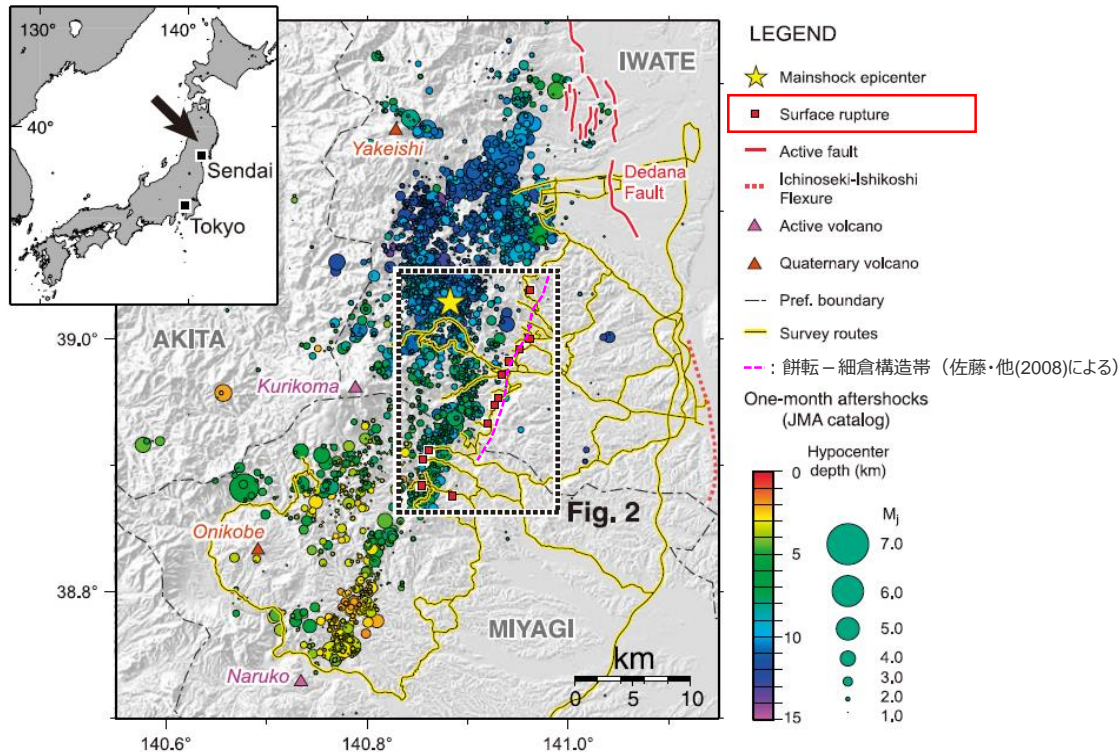 130°
140°
40°
Sendai
Tokyo
IWATE
Yakeishi
Dedana
Fault
AKITA
39.0°
Kurikoma
Fig. 2
Onikobe
38.8°
MIYAGI
km
Naruko
0 2 4 6 8 10
140.6°
140.8°
141.0°
LEGEND
Mainshock epicenter
Surface rupture
Active fault
Ichinoseki-Ishikoshi
Flexure
Active volcano
Quaternary volcano
Pref. boundary
Survey routes
: 餅転－細倉構造帯（佐藤・他(2008)による)
One-month aftershocks
(JMA catalog)
Hypocenter
depth (km)
0
5
10
15
Mj
7.0
6.0
5.0
4.0
3.0
2.0
1.0